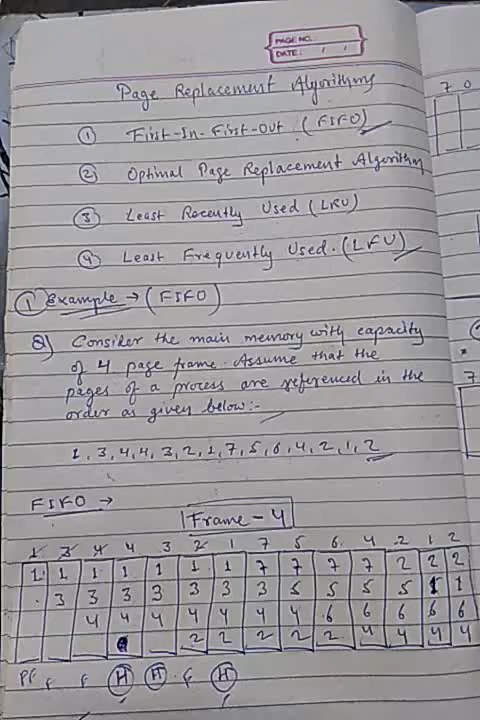 PAGE NO.
DATE: / /
Page Replacement Algorithms
① First-In-First-Out (FIFO)
② Optimal Page Replacement Algorithm
③ Least Recently Used (LRU)
④ Least Frequently Used. (LFU)
① Example → (FIFO)
Q) Consider the main memory with capacity
of 4 page frame. Assume that the
pages of a process are referenced in the
order as given below:-
1, 3, 4, 4, 3, 2, 1, 7, 5, 6, 4, 2, 1, 2
FIFO →
Frame - 4
1 3 4 4 3 2 1 7 5 6 4 2 1 2
1 1 1 1 1 1 1 7 7 7 7 2 2 2
3 3 3 3 3 3 3 5 5 5 5 1 1
4 4 4 4 4 4 4 6 6 6 6 6
2 2 2 2 2 4 4 4 4
PF F F H H F H
7 0
7